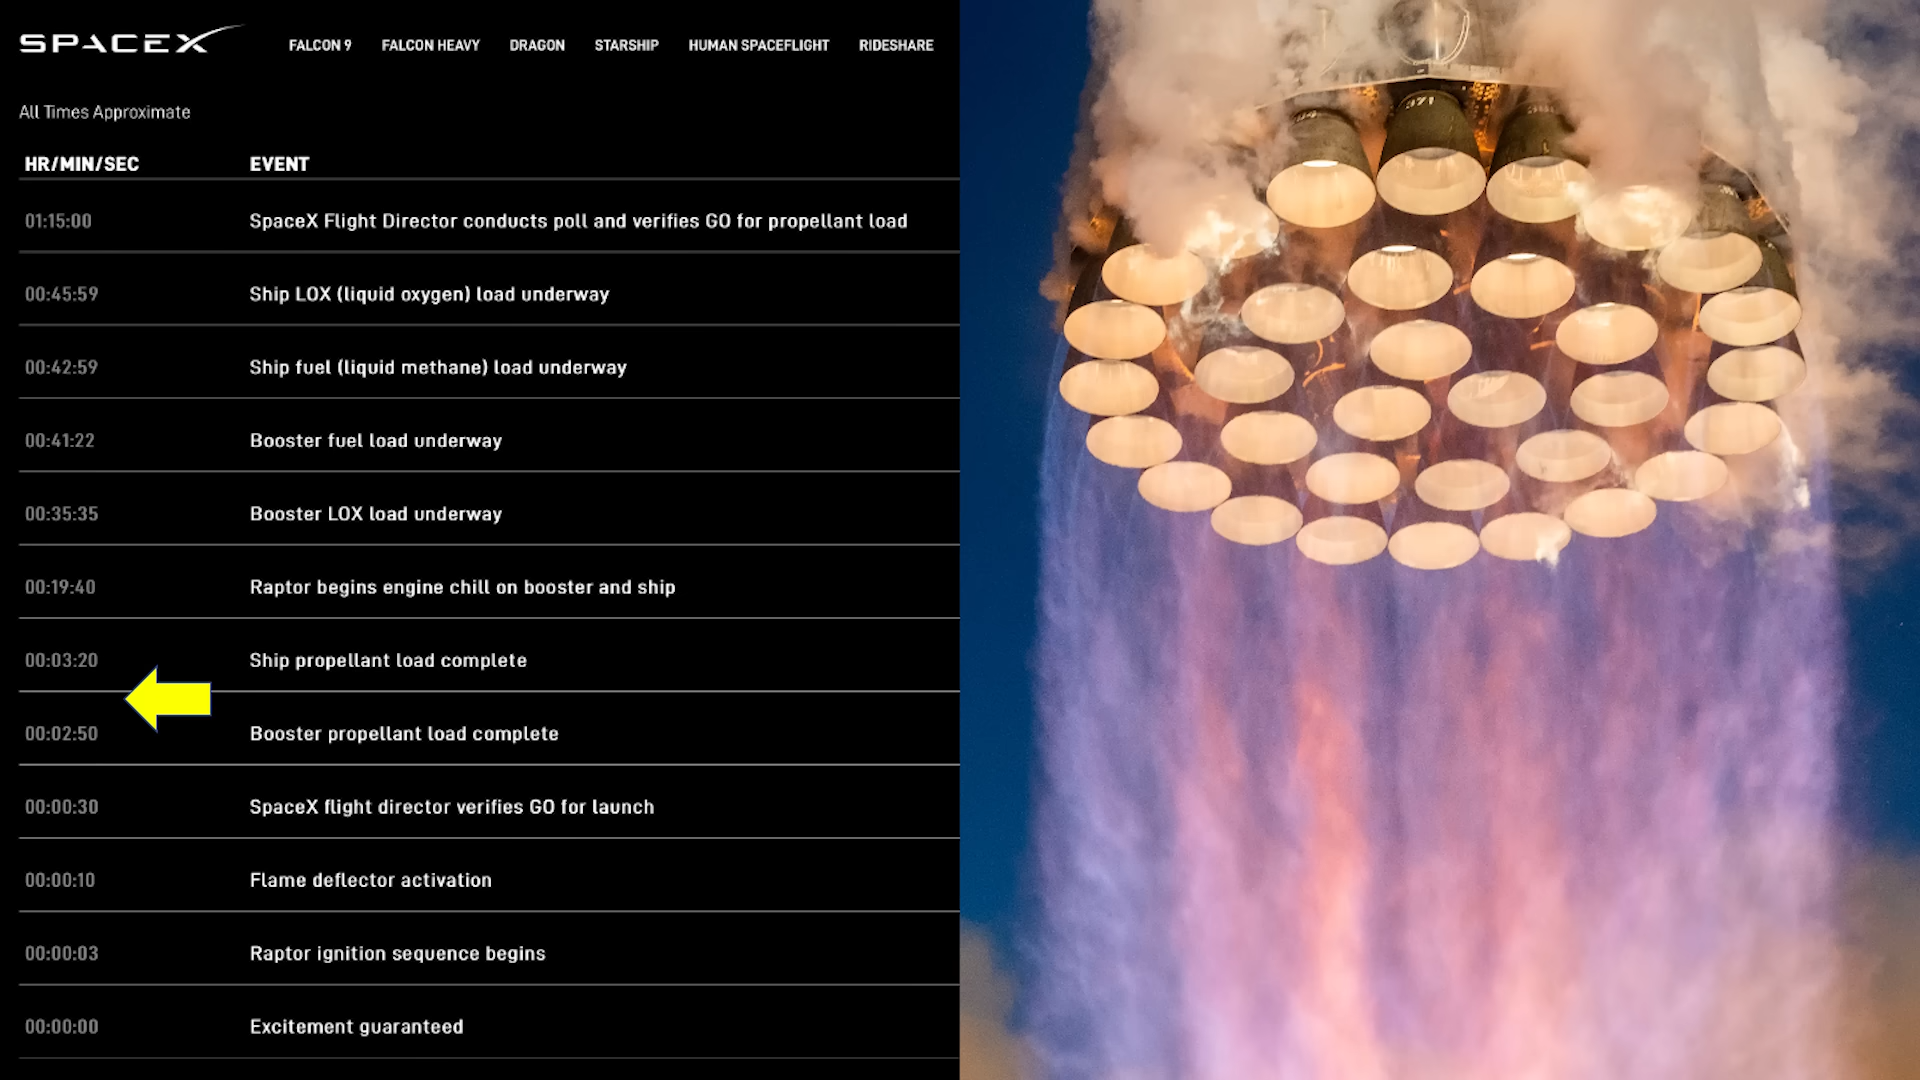 SPACEX
FALCON 9 FALCON HEAVY DRAGON STARSHIP HUMAN SPACEFLIGHT RIDESHARE
All Times Approximate
HR/MIN/SEC EVENT
01:15:00 SpaceX Flight Director conducts poll and verifies GO for propellant load
00:45:59 Ship LOX (liquid oxygen) load underway
00:42:59 Ship fuel (liquid methane) load underway
00:41:22 Booster fuel load underway
00:35:35 Booster LOX load underway
00:19:40 Raptor begins engine chill on booster and ship
00:03:20 Ship propellant load complete
00:02:50 Booster propellant load complete
00:00:30 SpaceX flight director verifies GO for launch
00:00:10 Flame deflector activation
00:00:03 Raptor ignition sequence begins
00:00:00 Excitement guaranteed
371